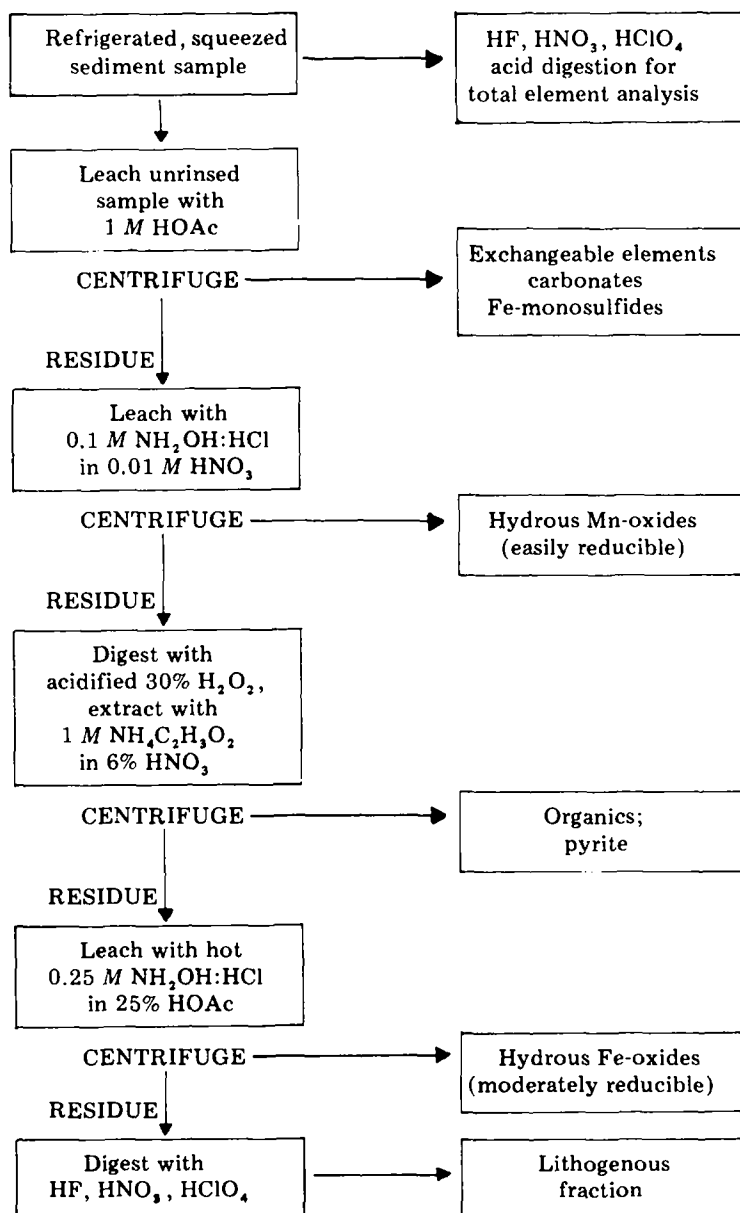 Refrigerated, squeezed
sediment sample
HF, HNO₃, HClO₄
acid digestion for
total element analysis
Leach unrinsed
sample with
1 M HOAc
CENTRIFUGE
Exchangeable elements
carbonates
Fe-monosulfides
RESIDUE
Leach with
0.1 M NH₂OH:HCl
in 0.01 M HNO₃
CENTRIFUGE
Hydrous Mn-oxides
(easily reducible)
RESIDUE
Digest with
acidified 30% H₂O₂,
extract with
1 M NH₄C₂H₃O₂
in 6% HNO₃
CENTRIFUGE
Organics;
pyrite
RESIDUE
Leach with hot
0.25 M NH₂OH:HCl
in 25% HOAc
CENTRIFUGE
Hydrous Fe-oxides
(moderately reducible)
RESIDUE
Digest with
HF, HNO₃, HClO₄
Lithogenous
fraction